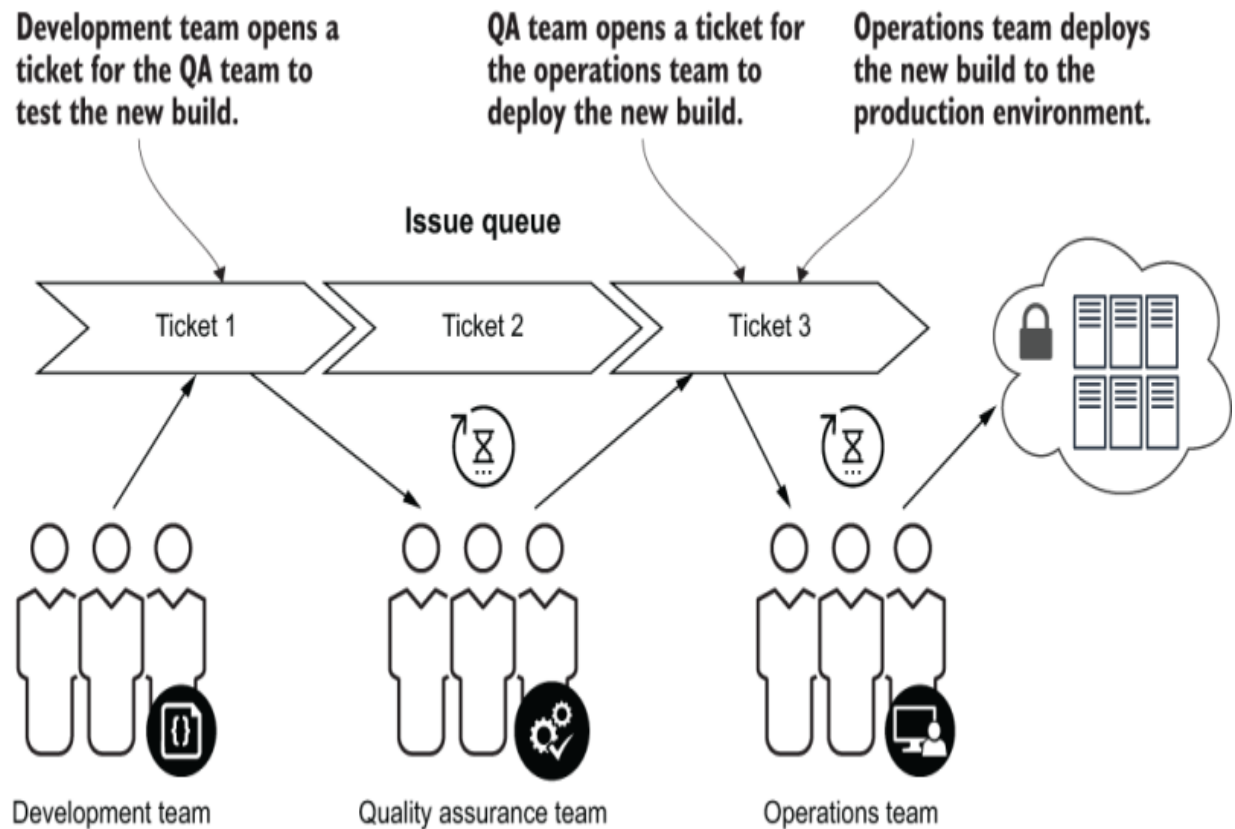 Development team opens a
ticket for the QA team to
test the new build.
QA team opens a ticket for
the operations team to
deploy the new build.
Operations team deploys
the new build to the
production environment.
Issue queue
Ticket 1
Ticket 2
Ticket 3
{}
Development team
Quality assurance team
Operations team